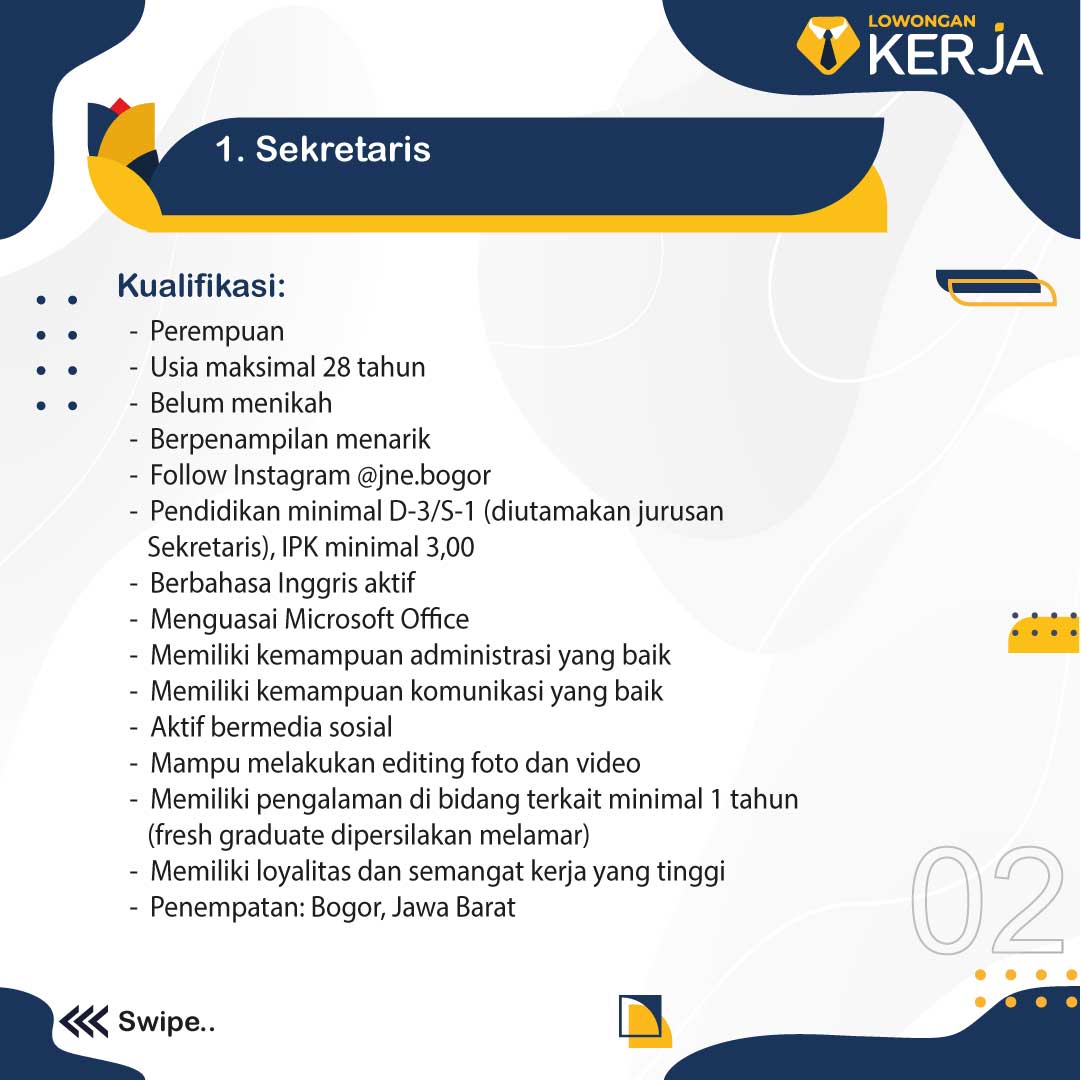 LOWONGAN
KERJA
1. Sekretaris
Kualifikasi:
- Perempuan
- Usia maksimal 28 tahun
- Belum menikah
- Berpenampilan menarik
- Follow Instagram @jne.bogor
- Pendidikan minimal D-3/S-1 (diutamakan jurusan
Sekretaris), IPK minimal 3,00
- Berbahasa Inggris aktif
- Menguasai Microsoft Office
- Memiliki kemampuan administrasi yang baik
- Memiliki kemampuan komunikasi yang baik
- Aktif bermedia sosial
- Mampu melakukan editing foto dan video
- Memiliki pengalaman di bidang terkait minimal 1 tahun
(fresh graduate dipersilakan melamar)
- Memiliki loyalitas dan semangat kerja yang tinggi
- Penempatan: Bogor, Jawa Barat
02
Swipe..